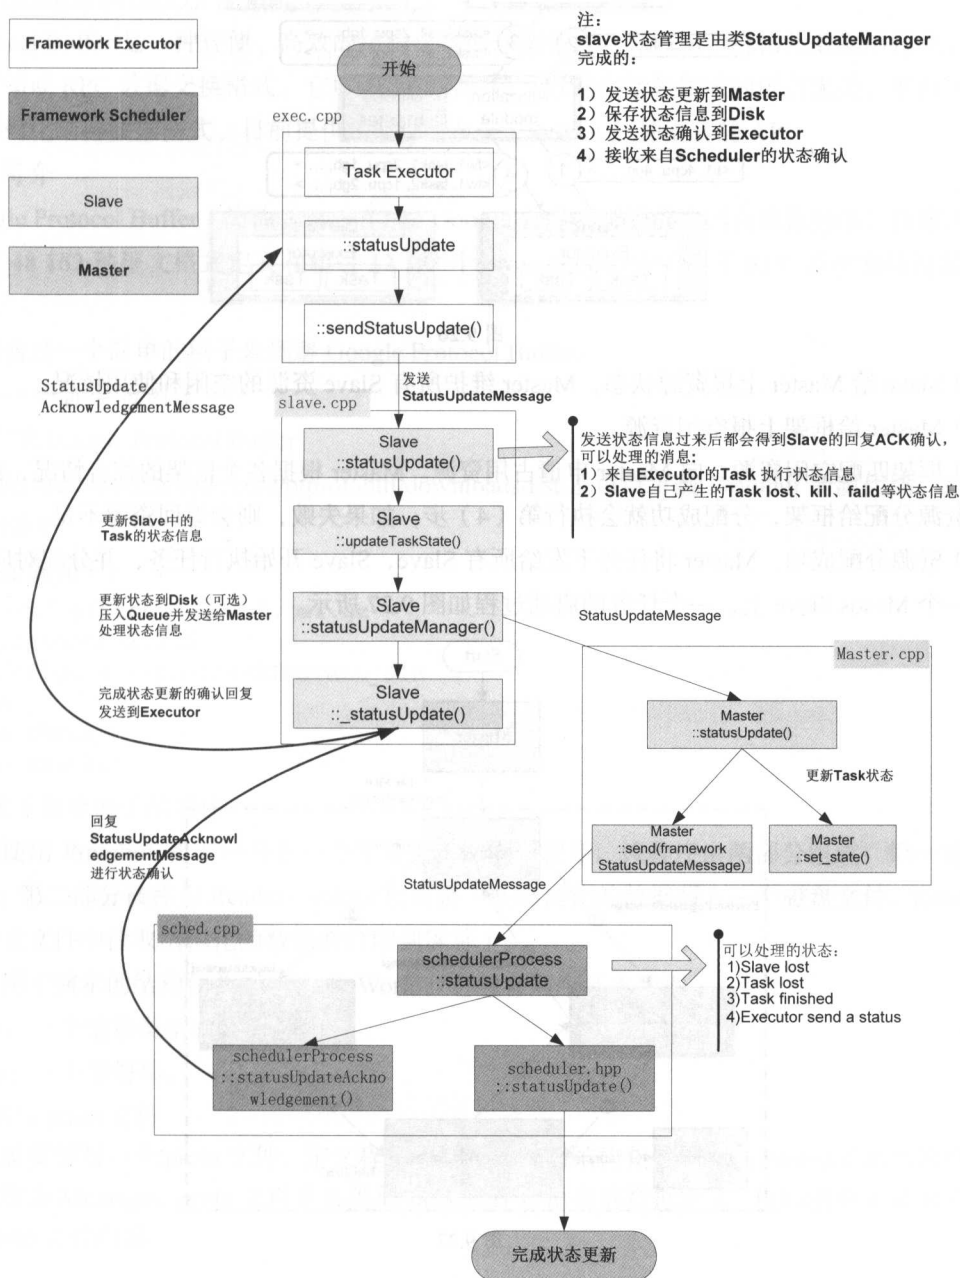 Framework Executor
Framework Scheduler
Slave
Master
注:
slave状态管理是由类StatusUpdateManager
完成的:
1）发送状态更新到Master
2）保存状态信息到Disk
3）发送状态确认到Executor
4）接收来自Scheduler的状态确认
开始
exec.cpp
Task Executor
::statusUpdate
::sendStatusUpdate()
StatusUpdate
AcknowledgementMessage
发送
StatusUpdateMessage
slave.cpp
Slave
::statusUpdate()
发送状态信息过来后都会得到Slave的回复ACK确认，
可以处理的消息:
1）来自Executor的Task 执行状态信息
2）Slave自己产生的Task lost、kill、faild等状态信息
更新Slave中的
Task的状态信息
Slave
::updateTaskState()
更新状态到Disk（可选）
压入Queue并发送给Master
处理状态信息
Slave
::statusUpdateManager()
StatusUpdateMessage
完成状态更新的确认回复
发送到Executor
Slave
::_statusUpdate()
Master.cpp
Master
::statusUpdate()
更新Task状态
Master
::send(framework
StatusUpdateMessage)
Master
::set_state()
回复
StatusUpdateAcknowl
edgementMessage
进行状态确认
StatusUpdateMessage
sched.cpp
schedulerProcess
::statusUpdate
可以处理的状态:
1)Slave lost
2)Task lost
3)Task finished
4)Executor send a status
schedulerProcess
::statusUpdateAckno
wledgement()
scheduler.hpp
::statusUpdate()
完成状态更新